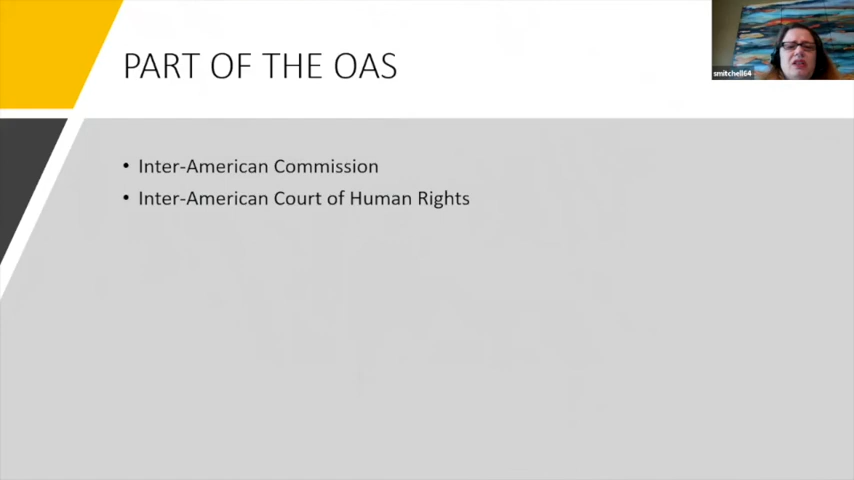 PART OF THE OAS
smitchell64
• Inter-American Commission
• Inter-American Court of Human Rights